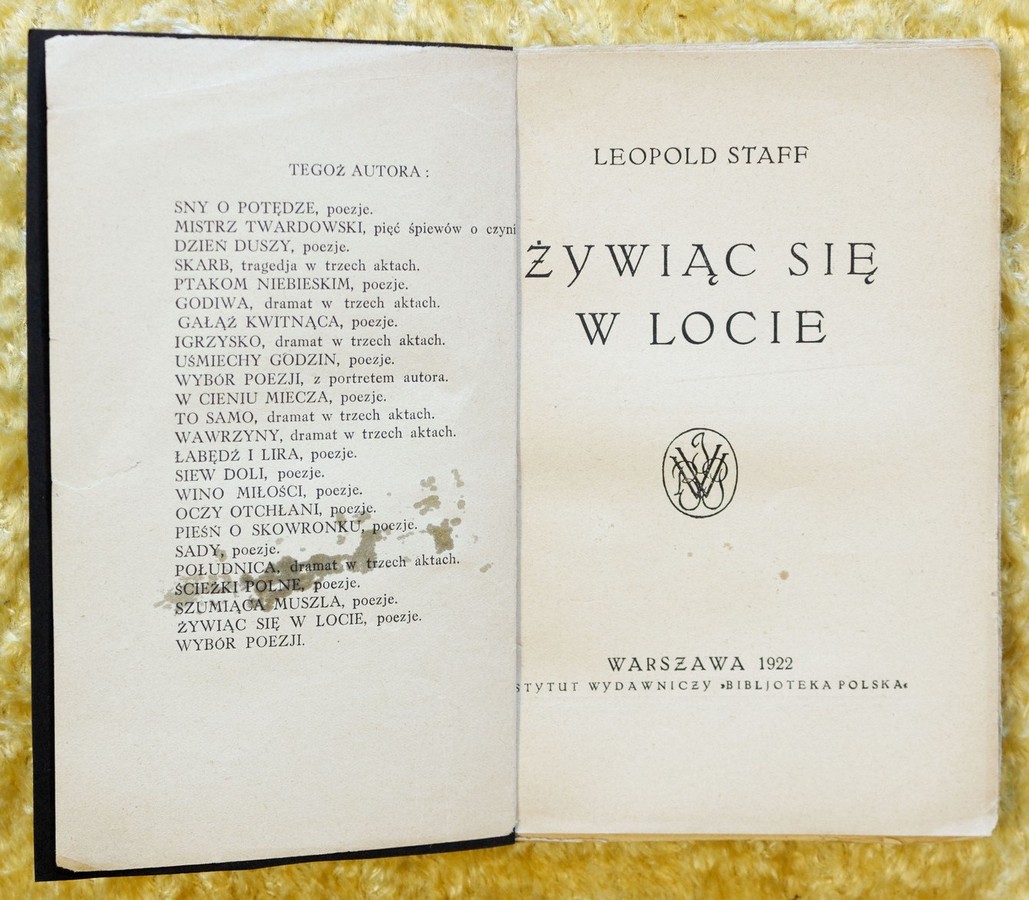 TEGOŻ AUTORA :
SNY O POTĘDZE, poezje.
MISTRZ TWARDOWSKI, pięć śpiewów o czyni
DZIEŃ DUSZY, poezje.
SKARB, tragedja w trzech aktach.
PTAKOM NIEBIESKIM, poezje.
GODIWA, dramat w trzech aktach.
GAŁĄŹ KWITNĄCA, poezje.
IGRZYSKO, dramat w trzech aktach.
UŚMIECHY GODZIN, poezje.
WYBÓR POEZJI, z portretem autora.
W CIENIU MIECZA, poezje.
TO SAMO, dramat w trzech aktach.
WAWRZYNY, dramat w trzech aktach.
ŁABĘDŹ I LIRA, poezje.
SIEW DOLI, poezje.
WINO MIŁOŚCI, poezje.
OCZY OTCHŁANI, poezje.
PIEŚŃ O SKOWRONKU, poezje.
SADY, poezje.
POŁUDNICA, dramat w trzech aktach.
ŚCIEŻKI POLNE, poezje.
SZUMIĄCA MUSZLA, poezje.
ŻYWIĄC SIĘ W LOCIE, poezje.
WYBÓR POEZJI.
LEOPOLD STAFF
ŻYWIĄC SIĘ
W LOCIE
WARSZAWA 1922
STYTUT WYDAWNICZY »BIBLJOTEKA POLSKA«